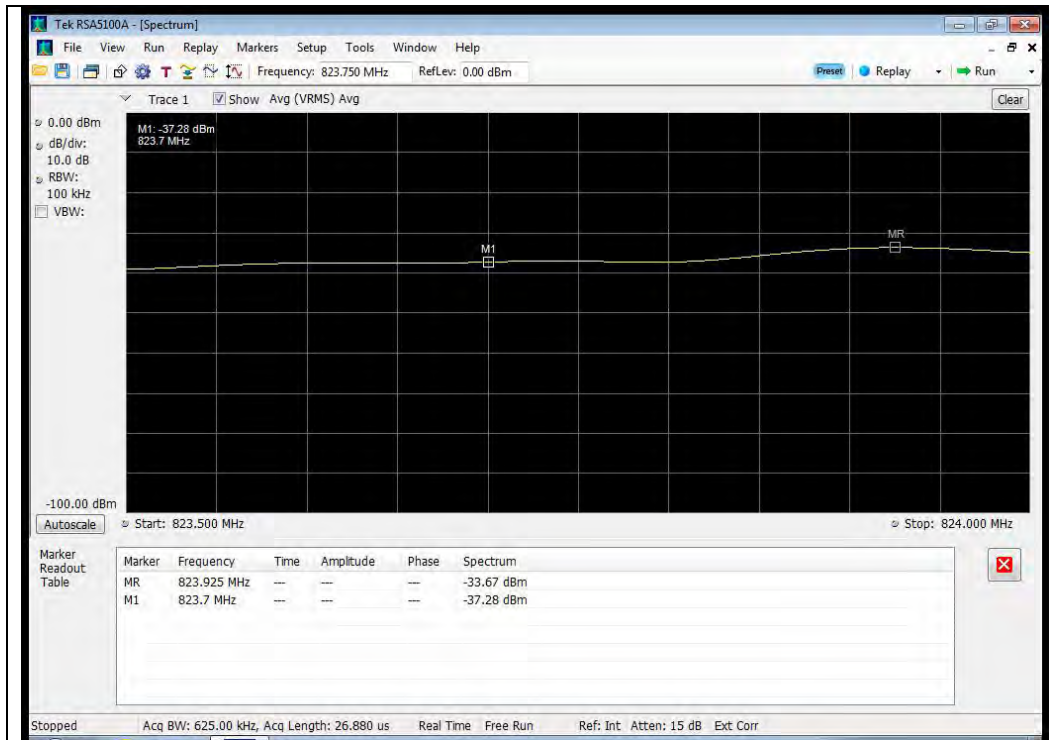 Tek RSA5100A - [Spectrum]
File View Run Replay Markers Setup Tools Window Help
T Frequency: 823.750 MHz RefLev: 0.00 dBm Preset Replay Run
Trace 1 Show Avg (VRMS) Avg Clear
0.00 dBm
dB/div:
10.0 dB
RBW:
100 kHz
VBW:
M1: -37.28 dBm
823.7 MHz
M1
MR
-100.00 dBm
Autoscale Start: 823.500 MHz Stop: 824.000 MHz
Marker
Readout
Table
Marker Frequency Time Amplitude Phase Spectrum
MR 823.925 MHz --- --- --- -33.67 dBm
M1 823.7 MHz --- --- --- -37.28 dBm
Stopped Acq BW: 625.00 kHz, Acq Length: 26.880 us Real Time Free Run Ref: Int Atten: 15 dB Ext Corr